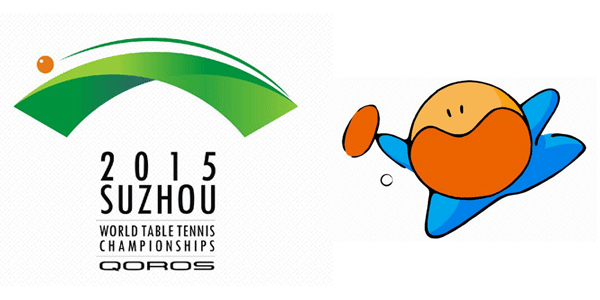 2015
SUZHOU
WORLD TABLE TENNIS
CHAMPIONSHIPS
QOROS